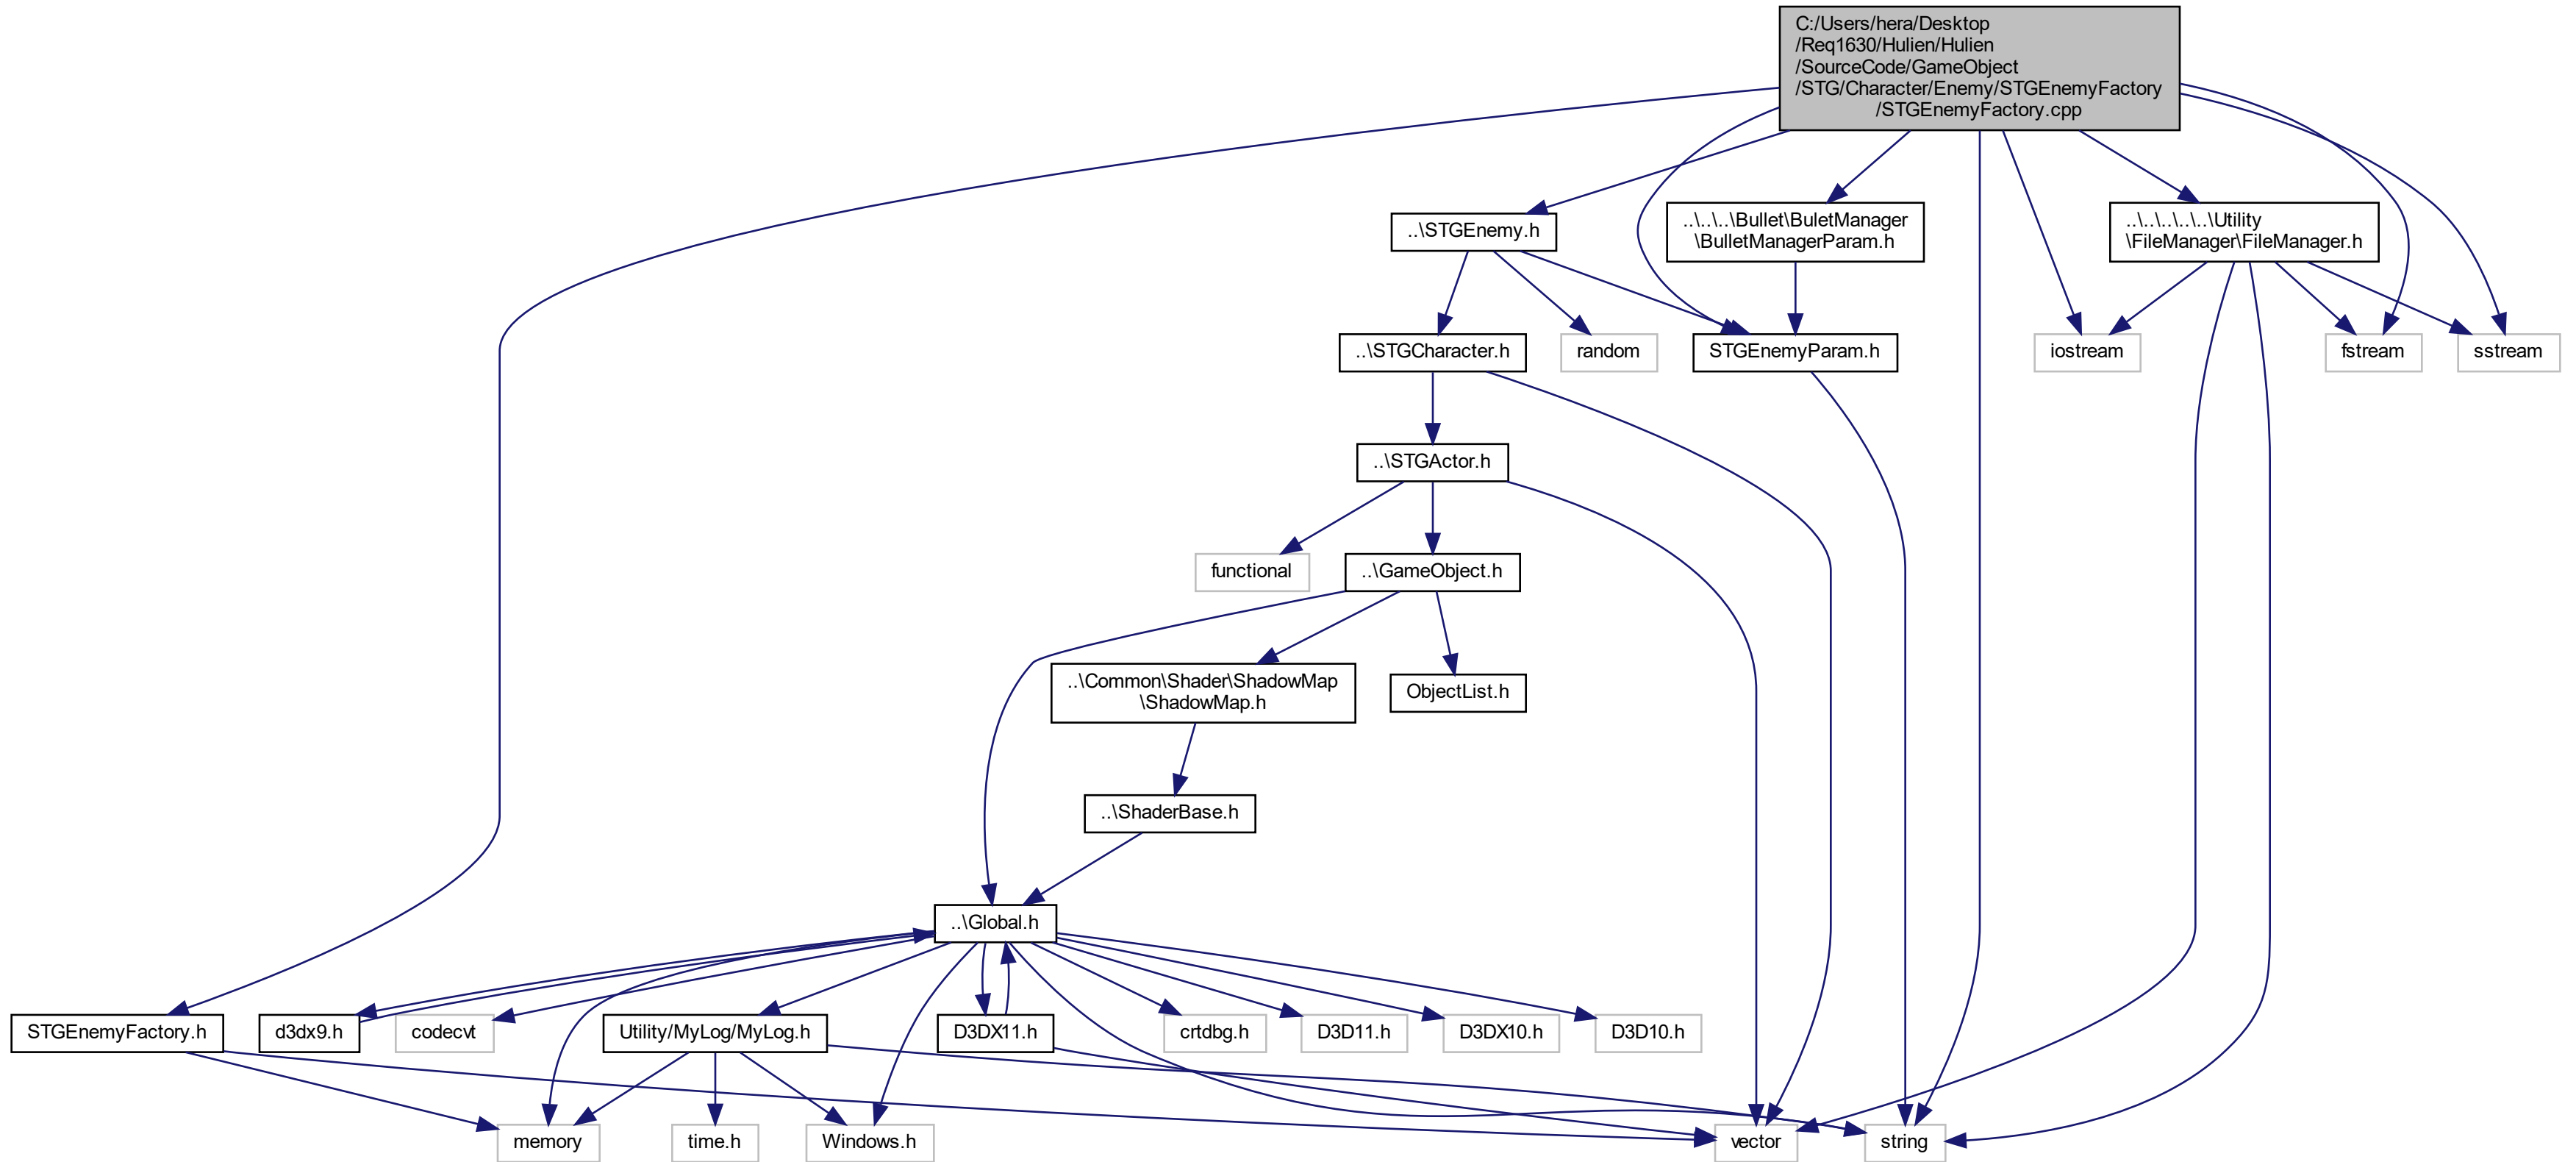 C:/Users/hera/Desktop
/Req1630/Hulien/Hulien
/SourceCode/GameObject
/STG/Character/Enemy/STGEnemyFactory
/STGEnemyFactory.cpp
..\STGEnemy.h
..\..\..\Bullet\BuletManager
\BulletManagerParam.h
..\..\..\..\..\Utility
\FileManager\FileManager.h
..\STGCharacter.h
random
STGEnemyParam.h
iostream
fstream
sstream
..\STGActor.h
functional
..\GameObject.h
..\Common\Shader\ShadowMap
\ShadowMap.h
ObjectList.h
..\ShaderBase.h
..\Global.h
STGEnemyFactory.h
d3dx9.h
codecvt
Utility/MyLog/MyLog.h
D3DX11.h
crtdbg.h
D3D11.h
D3DX10.h
D3D10.h
memory
time.h
Windows.h
vector
string